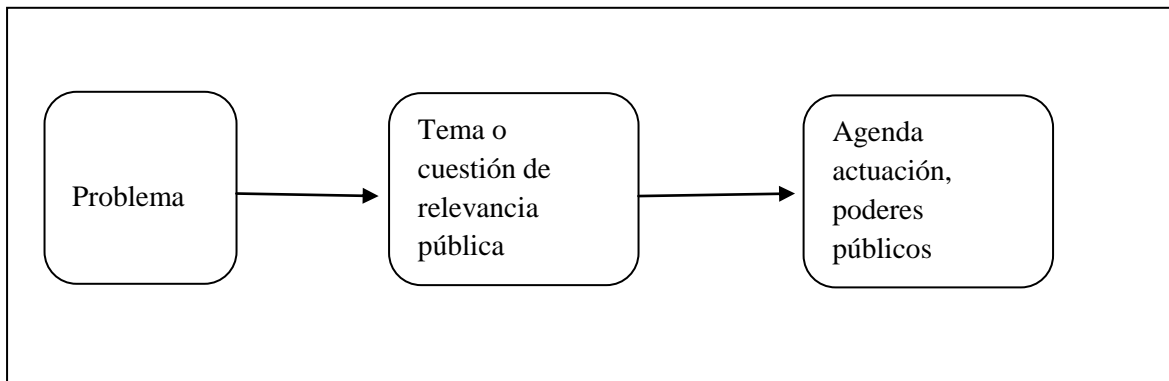 Problema
Tema o
cuestión de
relevancia
pública
Agenda
actuación,
poderes
públicos